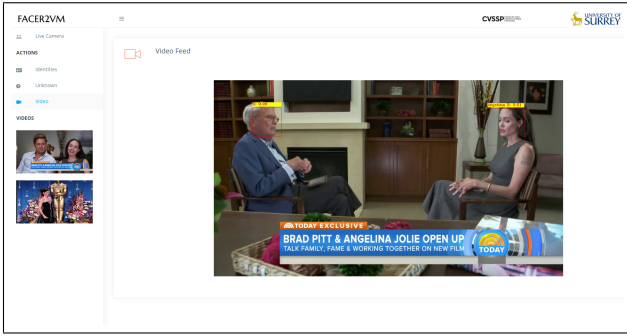 FACER2VM
CVSSP
UNIVERSITY OF
SURREY
Live Camera
ACTIONS
Identities
Unknown
Video
VIDEOS
Video Feed
TODAY EXCLUSIVE
BRAD PITT & ANGELINA JOLIE OPEN UP
TALK FAMILY, FAME & WORKING TOGETHER ON NEW FILM
TODAY